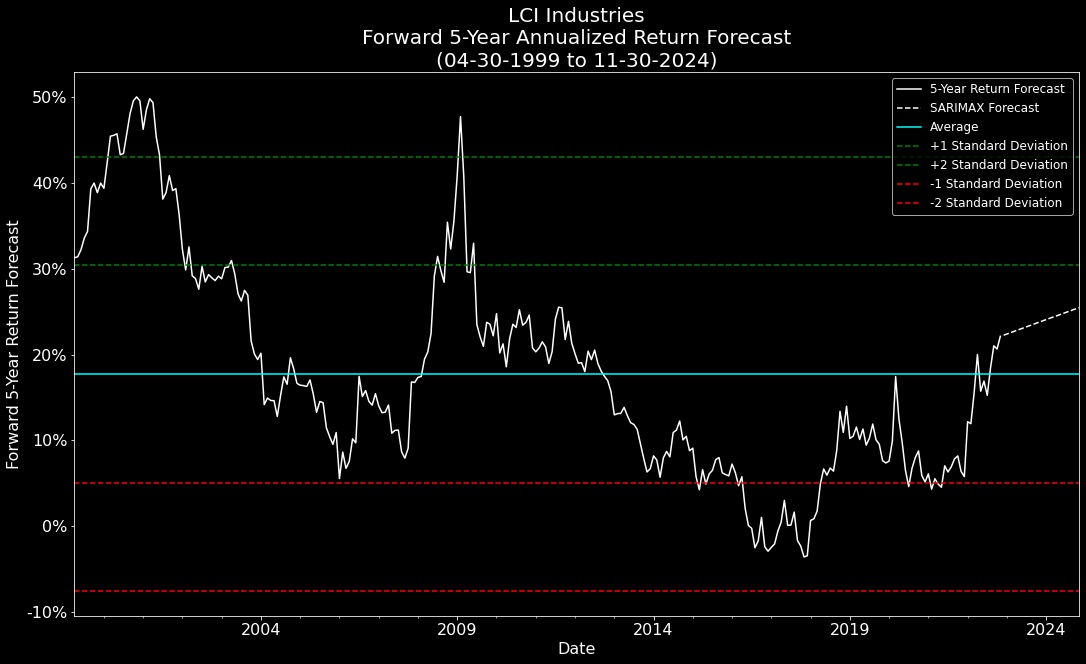 LCI Industries
Forward 5-Year Annualized Return Forecast
(04-30-1999 to 11-30-2024)
5-Year Return Forecast
SARIMAX Forecast
Average
+1 Standard Deviation
+2 Standard Deviation
-1 Standard Deviation
-2 Standard Deviation
Forward 5-Year Return Forecast
50%
40%
30%
20%
10%
0%
-10%
2004
2009
2014
2019
2024
Date